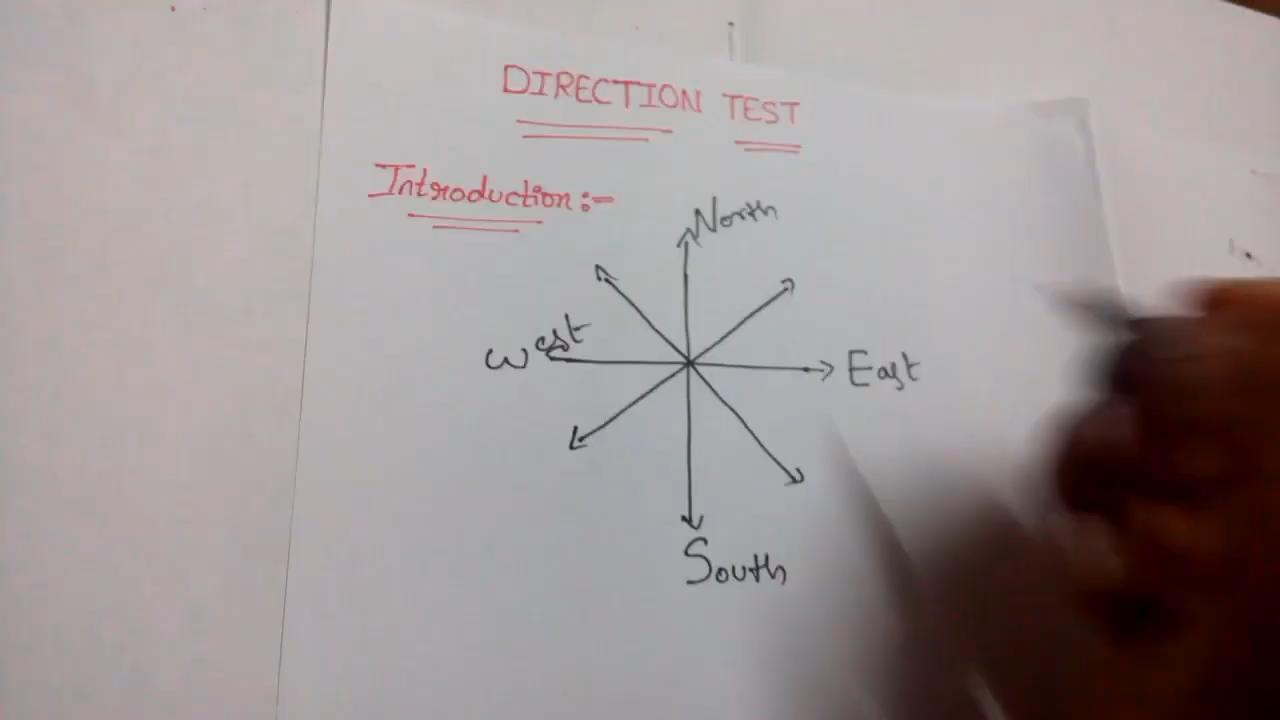 DIRECTION TEST
Introduction :-
North
West
East
South